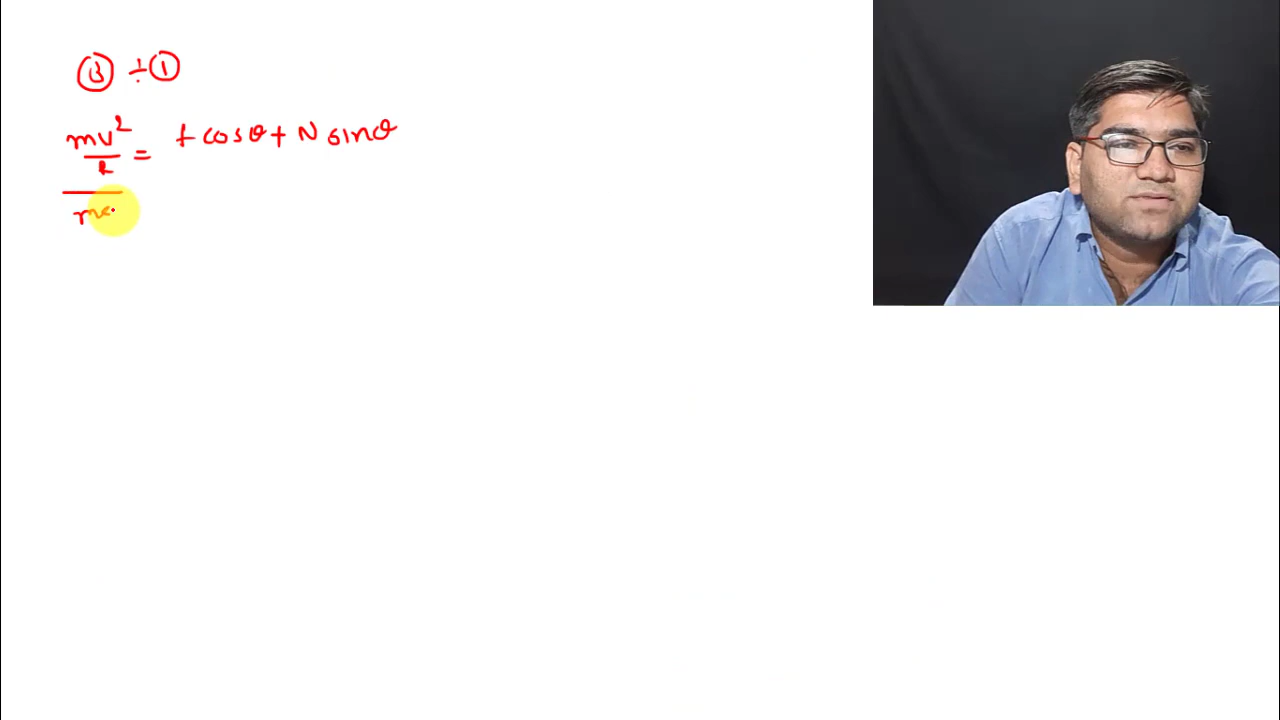 ③ ÷ ①
mv²/r = f cosθ + N sinθ
m